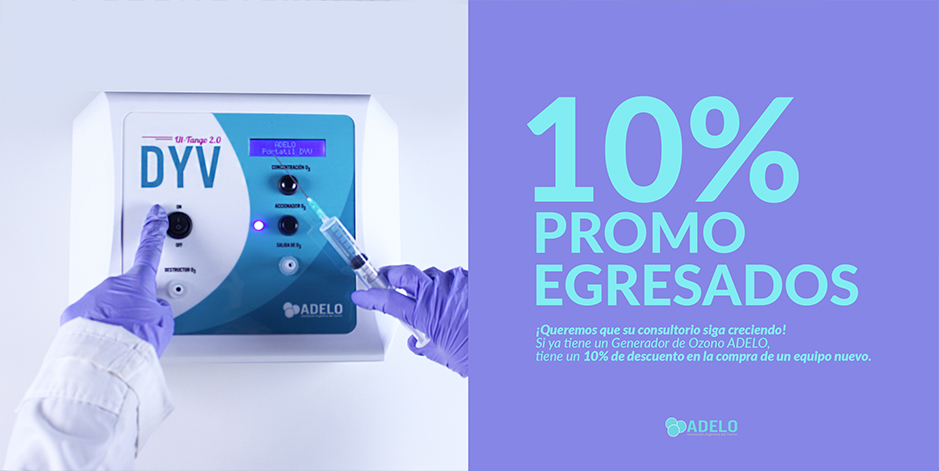 Ut-Tango 2.0
DYV
ADELO
Portatil DYV
CONCENTRACIÓN O3
ON
ACCIONADOR O3
OFF
SALIDA DE O3
DESTRUCTOR O3
ADELO
10%
PROMO
EGRESADOS
¡Queremos que su consultorio siga creciendo!
Si ya tiene un Generador de Ozono ADELO,
tiene un 10% de descuento en la compra de un equipo nuevo.
ADELO